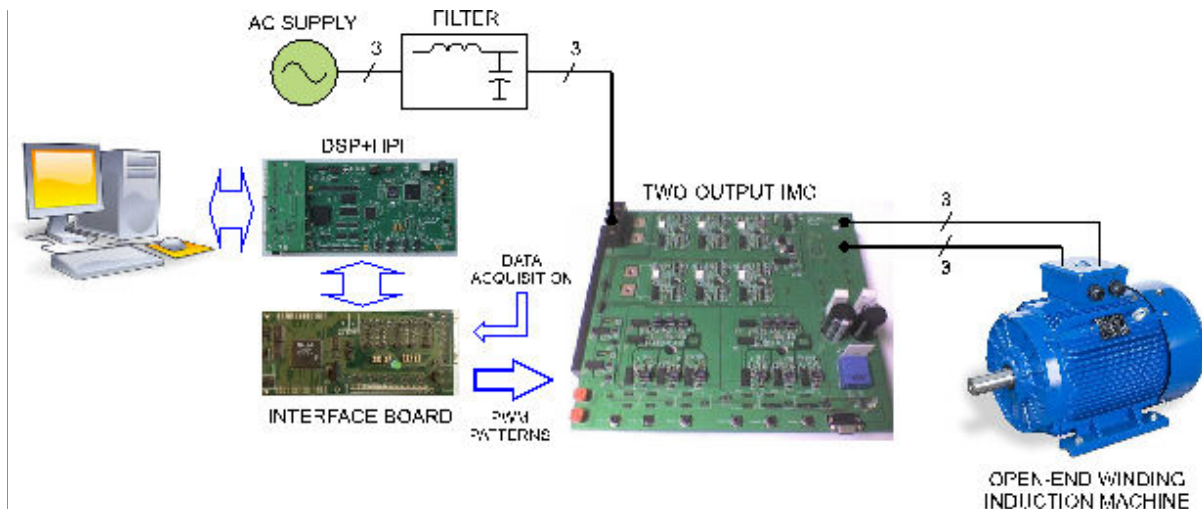 AC SUPPLY
FILTER
3
3
DSP+HPI
TWO OUTPUT IMC
3
3
DATA
ACQUISITION
INTERFACE BOARD
PWM
PATTERNS
OPEN-END WINDING
INDUCTION MACHINE